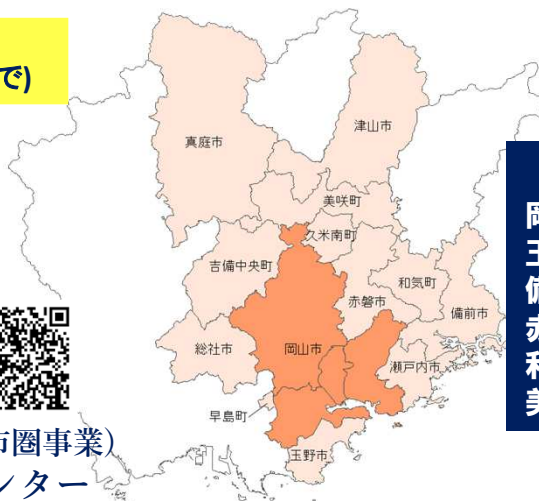 で)
真庭市
津山市
美咲町
久米南町
吉備中央町
和気町
赤磐市
備前市
総社市
岡山市
瀬戸内市
早島町
玉野市
岡
玉
備
赤
和
美
市圏事業)
ンター